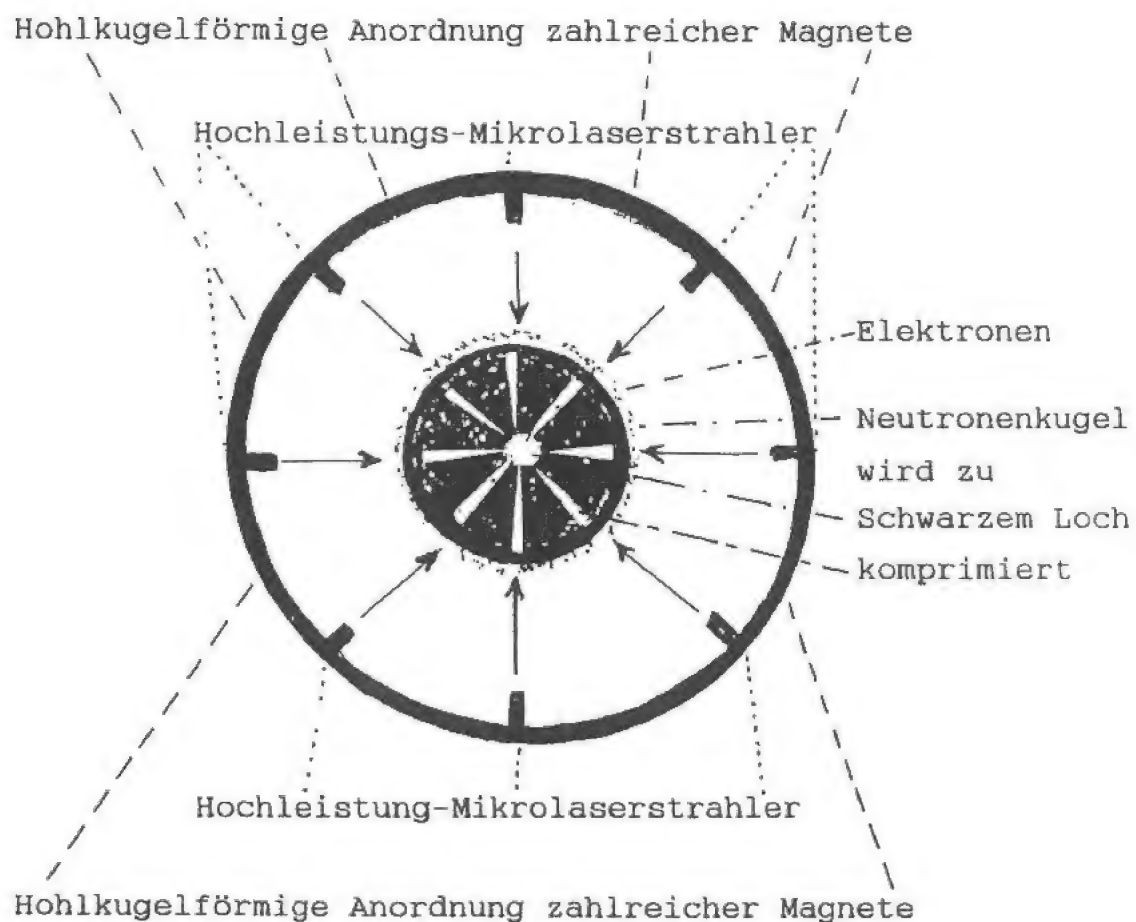 Hohlkugelförmige Anordnung zahlreicher Magnete
Hochleistungs-Mikrolaserstrahler
Elektronen
Neutronenkugel
wird zu
Schwarzem Loch
komprimiert
Hochleistung-Mikrolaserstrahler
Hohlkugelförmige Anordnung zahlreicher Magnete